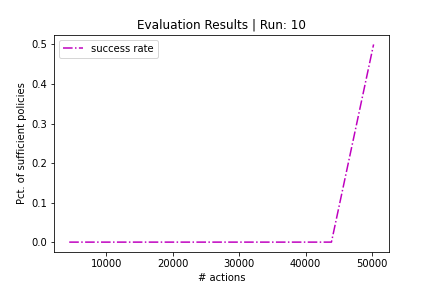 Evaluation Results | Run: 10
success rate
Pct. of sufficient policies
0.5
0.4
0.3
0.2
0.1
0.0
10000 20000 30000 40000 50000
# actions